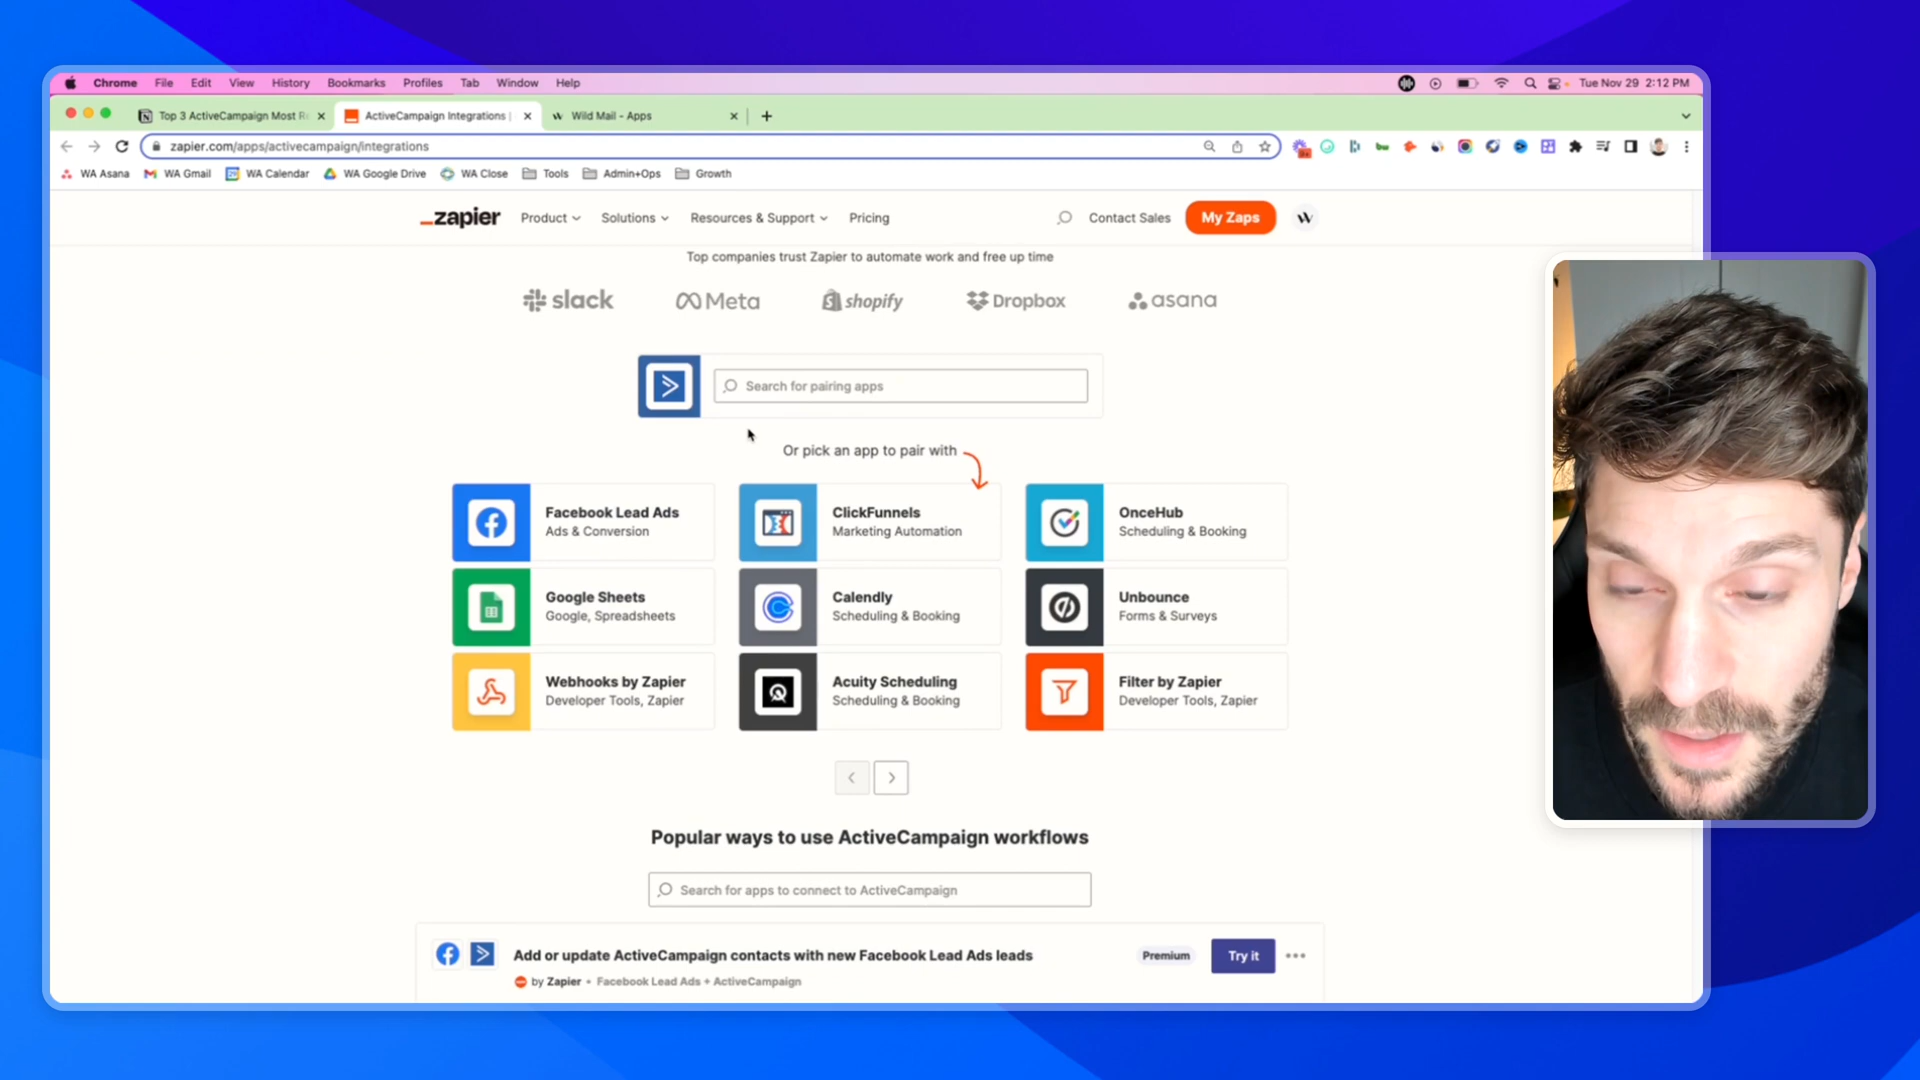 Chrome File Edit View History Bookmarks Profiles Tab Window Help Tue Nov 29 2:12 PM
Top 3 ActiveCampaign Most R ActiveCampaign Integrations | Wild Mail - Apps
zapier.com/apps/activecampaign/integrations
WA Asana WA Gmail WA Calendar WA Google Drive WA Close Tools Admin+Ops Growth
zapier Product Solutions Resources & Support Pricing Contact Sales My Zaps
Top companies trust Zapier to automate work and free up time
slack Meta shopify Dropbox asana
Search for pairing apps
Or pick an app to pair with
Facebook Lead Ads
Ads & Conversion
ClickFunnels
Marketing Automation
OnceHub
Scheduling & Booking
Google Sheets
Google, Spreadsheets
Calendly
Scheduling & Booking
Unbounce
Forms & Surveys
Webhooks by Zapier
Developer Tools, Zapier
Acuity Scheduling
Scheduling & Booking
Filter by Zapier
Developer Tools, Zapier
Popular ways to use ActiveCampaign workflows
Search for apps to connect to ActiveCampaign
Add or update ActiveCampaign contacts with new Facebook Lead Ads leads
Premium Try it
by Zapier • Facebook Lead Ads + ActiveCampaign